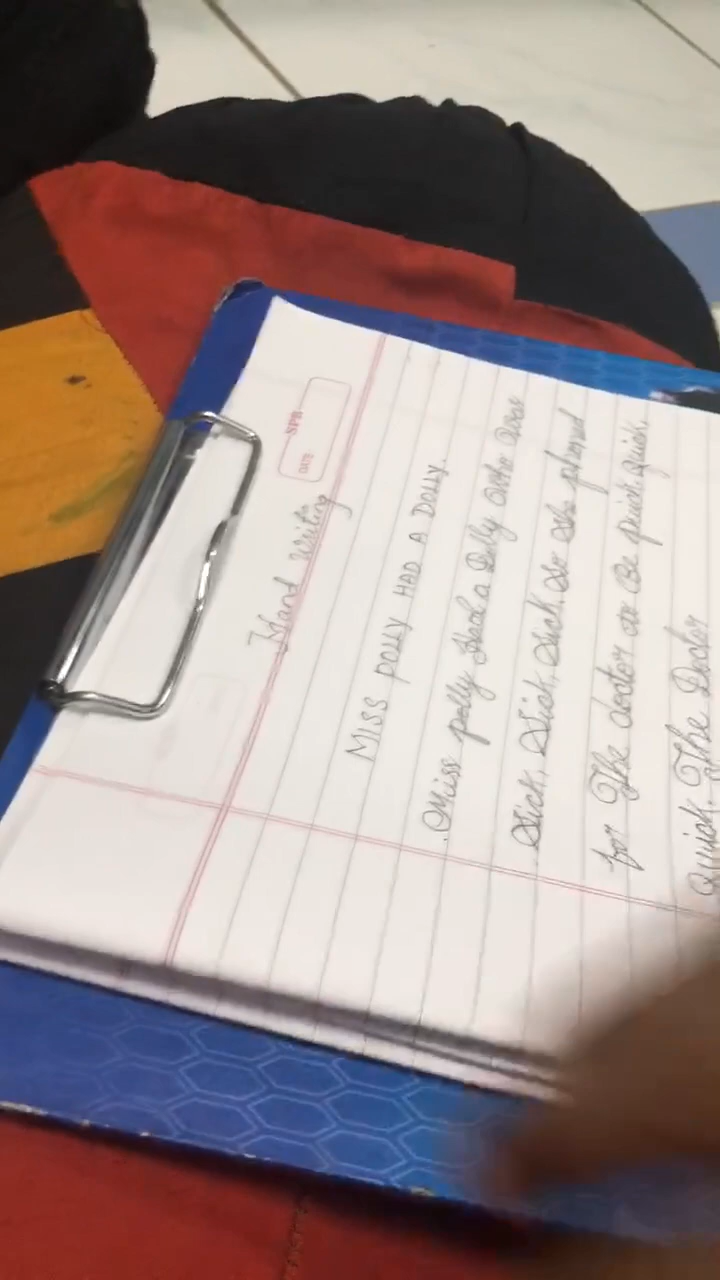 SPB
DATE
Hand writing
MISS POLLY HAD A DOLLY.
Miss polly Had a Dolly Who Was
Sick, Sick, Sick. So she phoned
for The doctor to Be quick quick,
Quick. The Doctor